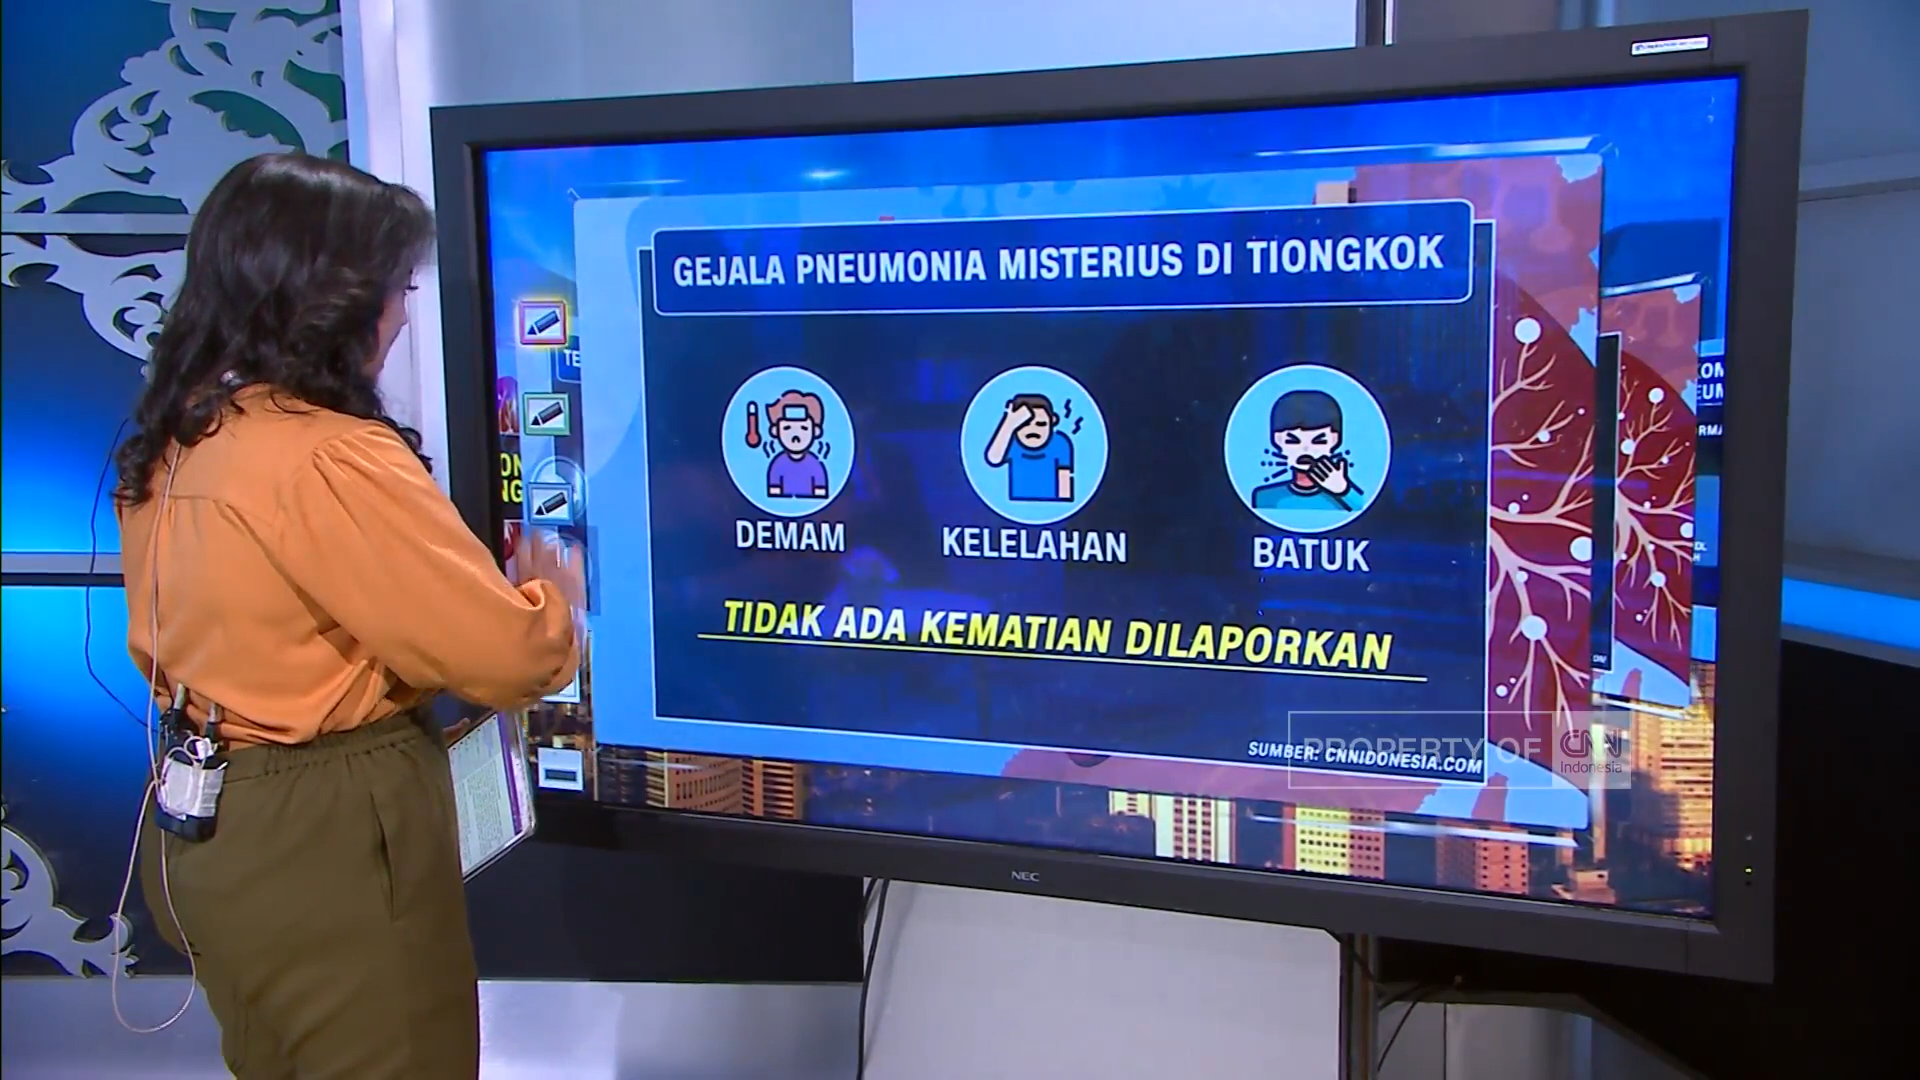 GEJALA PNEUMONIA MISTERIUS DI TIONGKOK
DEMAM
KELELAHAN
BATUK
TIDAK ADA KEMATIAN DILAPORKAN
SUMBER: CNNIDONESIA.COM
PROPERTY OF CNN Indonesia
NEC